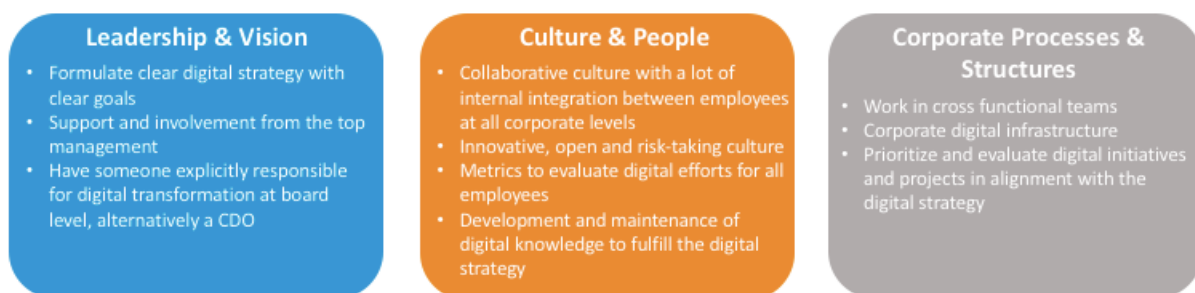 Leadership & Vision
• Formulate clear digital strategy with
clear goals
• Support and involvement from the top
management
• Have someone explicitly responsible
for digital transformation at board
level, alternatively a CDO
Culture & People
• Collaborative culture with a lot of
internal integration between employees
at all corporate levels
• Innovative, open and risk-taking culture
• Metrics to evaluate digital efforts for all
employees
• Development and maintenance of
digital knowledge to fulfill the digital
strategy
Corporate Processes &
Structures
• Work in cross functional teams
• Corporate digital infrastructure
• Prioritize and evaluate digital initiatives
and projects in alignment with the
digital strategy